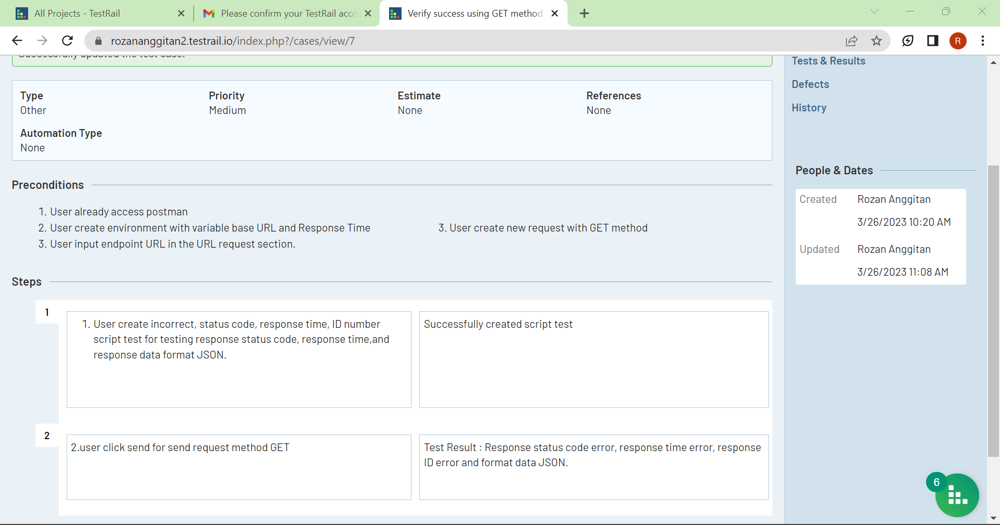 All Projects - TestRail
Please confirm your TestRail acco
Verify success using GET method
rozananggitan2.testrail.io/index.php?/cases/view/7
R
Successfully updated the test case.
Type
Other
Priority
Medium
Estimate
None
References
None
Automation Type
None
Preconditions
1. User already access postman
2. User create environment with variable base URL and Response Time 3. User create new request with GET method
3. User input endpoint URL in the URL request section.
Steps
1
1. User create incorrect, status code, response time, ID number
script test for testing response status code, response time,and
response data format JSON.
Successfully created script test
2
2.user click send for send request method GET
Test Result : Response status code error, response time error, response
ID error and format data JSON.
Tests & Results
Defects
History
People & Dates
Created Rozan Anggitan
3/26/2023 10:20 AM
Updated Rozan Anggitan
3/26/2023 11:08 AM
6